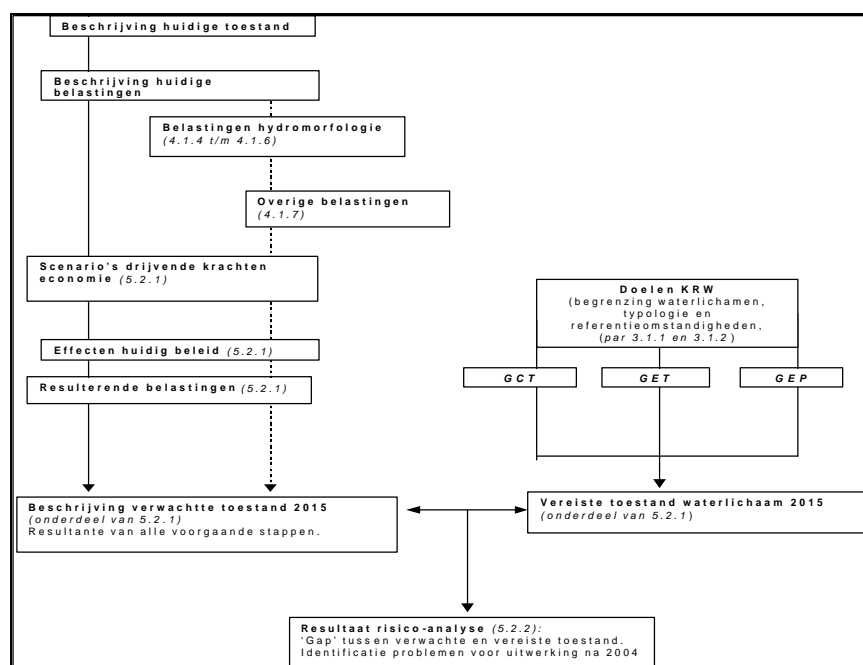 Beschrijving huidige toestand
Beschrijving huidige
belastingen
Belastingen hydromorfologie
(4.1.4 t/m 4.1.6)
Overige belastingen
(4.1.7)
Scenario's drijvende krachten
economie (5.2.1)
Effecten huidig beleid (5.2.1)
Resulterende belastingen (5.2.1)
Doelen KRW
(begrenzing waterlichamen,
typologie en
referentieomstandigheden,
(par 3.1.1 en 3.1.2)
GCT
GET
GEP
Beschrijving verwachtte toestand 2015
(onderdeel van 5.2.1)
Resultante van alle voorgaande stappen.
Vereiste toestand waterlichaam 2015
(onderdeel van 5.2.1)
Resultaat risico-analyse (5.2.2):
‘Gap’ tussen verwachte en vereiste toestand.
Identificatie problemen voor uitwerking na 2004